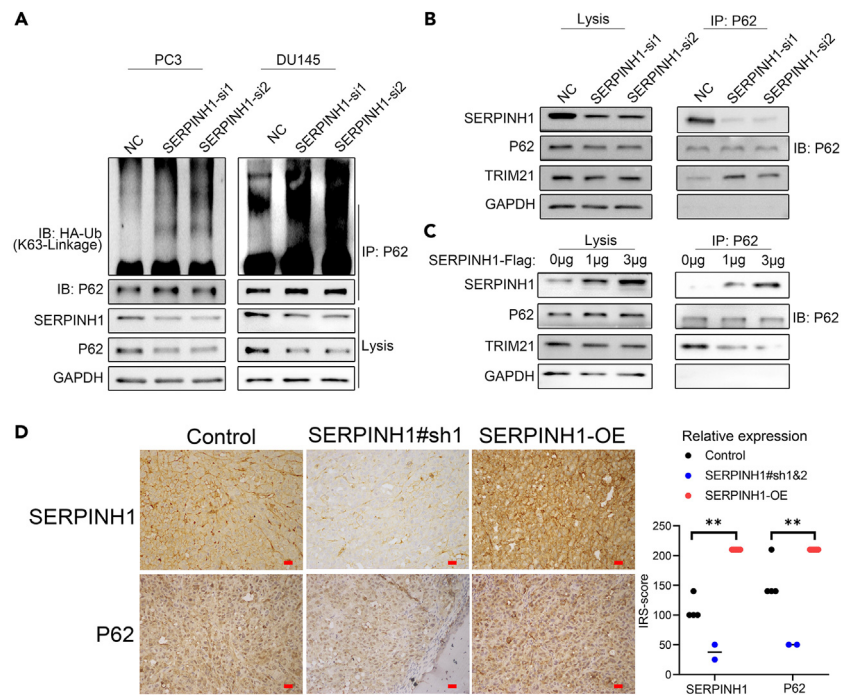 A
PC3
DU145
NC
SERPINH1-si1
SERPINH1-si2
NC
SERPINH1-si1
SERPINH1-si2
IB: HA-Ub
(K63-Linkage)
IP: P62
IB: P62
SERPINH1
P62
Lysis
GAPDH
B
Lysis
IP: P62
NC
SERPINH1-si1
SERPINH1-si2
NC
SERPINH1-si1
SERPINH1-si2
SERPINH1
P62
IB: P62
TRIM21
GAPDH
C
Lysis
IP: P62
SERPINH1-Flag: 0μg 1μg 3μg 0μg 1μg 3μg
SERPINH1
P62
IB: P62
TRIM21
GAPDH
D
Control
SERPINH1#sh1
SERPINH1-OE
SERPINH1
P62
Relative expression
Control
SERPINH1#sh1&2
SERPINH1-OE
** **
250
200
150
100
50
0
IRS-score
SERPINH1
P62